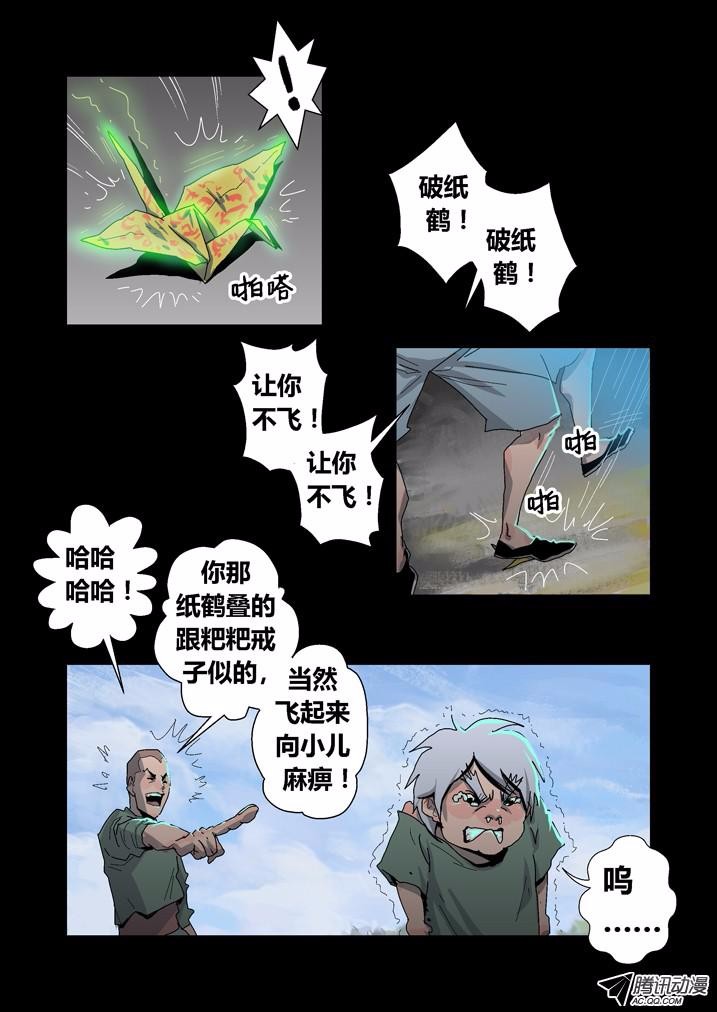 ！
啪嗒
破纸
鹤！
破纸
鹤！
让你
不飞！
让你
不飞！
啪
啪
哈哈
哈哈！
你那
纸鹤叠的
跟粑粑戒
子似的，
当然
飞起来
向小儿
麻痹！
呜
……
腾讯动漫
AC.QQ.COM